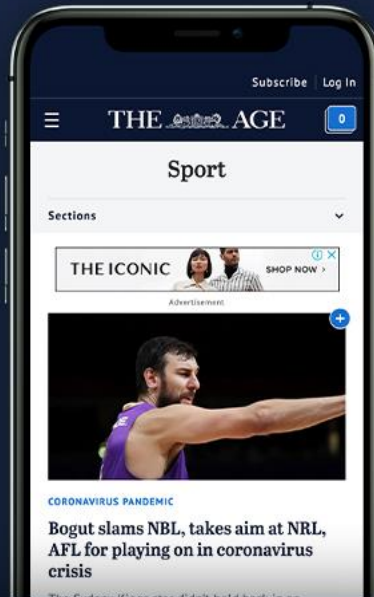 Subscribe Log In
THE AGE
0
Sport
Sections
THE ICONIC
SHOP NOW
Advertisement
CORONAVIRUS PANDEMIC
Bogut slams NBL, takes aim at NRL,
AFL for playing on in coronavirus
crisis